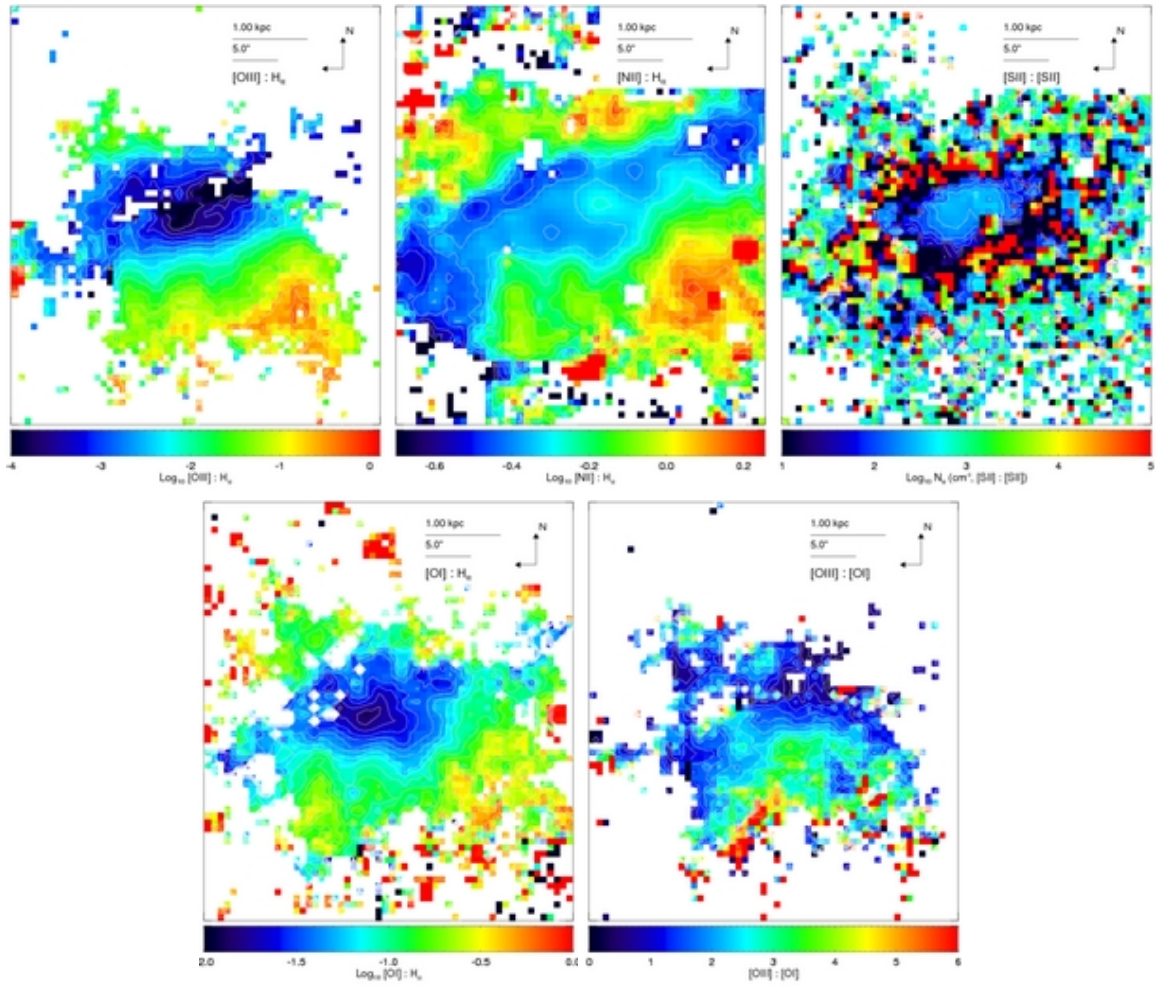 1.00 kpc
5.0"
N
[OIII] : Hα
-4 -3 -2 -1 0
Log₁₀ [OIII] : Hα
1.00 kpc
5.0"
N
[NII] : Hα
-0.6 -0.4 -0.2 0.0 0.2
Log₁₀ [NII] : Hα
1.00 kpc
5.0"
N
[SII] : [SII]
1 2 3 4 5
Log₁₀ Nₑ (cm³, [SII] : [SII])
1.00 kpc
5.0"
N
[OI] : Hα
2.0 -1.5 -1.0 -0.5 0.0
Log₁₀ [OI] : Hα
1.00 kpc
5.0"
N
[OIII] : [OI]
0 1 2 3 4 5 6
[OIII] : [OI]